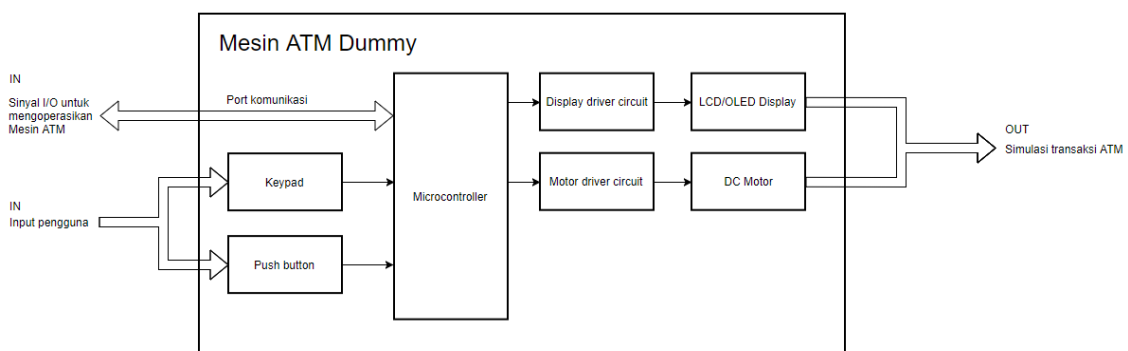 Mesin ATM Dummy
IN
Sinyal I/O untuk
mengoperasikan
Mesin ATM
Port komunikasi
Keypad
IN
Input pengguna
Push button
Microcontroller
Display driver circuit
LCD/OLED Display
Motor driver circuit
DC Motor
OUT
Simulasi transaksi ATM